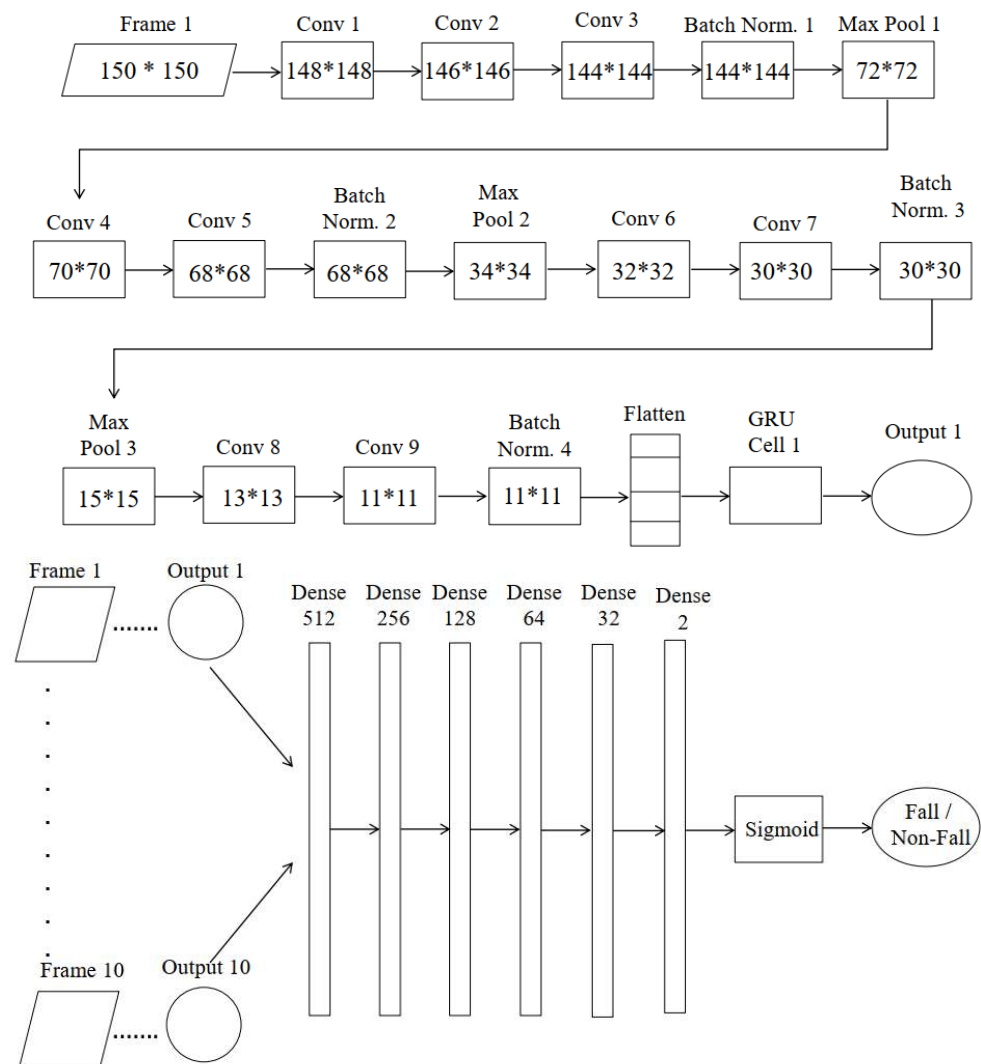 Frame 1
Conv 1
Conv 2
Conv 3
Batch Norm. 1
Max Pool 1
150 * 150
148*148
146*146
144*144
144*144
72*72
Conv 4
Conv 5
Batch
Norm. 2
Max
Pool 2
Conv 6
Conv 7
Batch
Norm. 3
70*70
68*68
68*68
34*34
32*32
30*30
30*30
Max
Pool 3
Conv 8
Conv 9
Batch
Norm. 4
Flatten
GRU
Cell 1
Output 1
15*15
13*13
11*11
11*11
Frame 1
Output 1
Dense
512
Dense
256
Dense
128
Dense
64
Dense
32
Dense
2
Sigmoid
Fall /
Non-Fall
Frame 10
Output 10